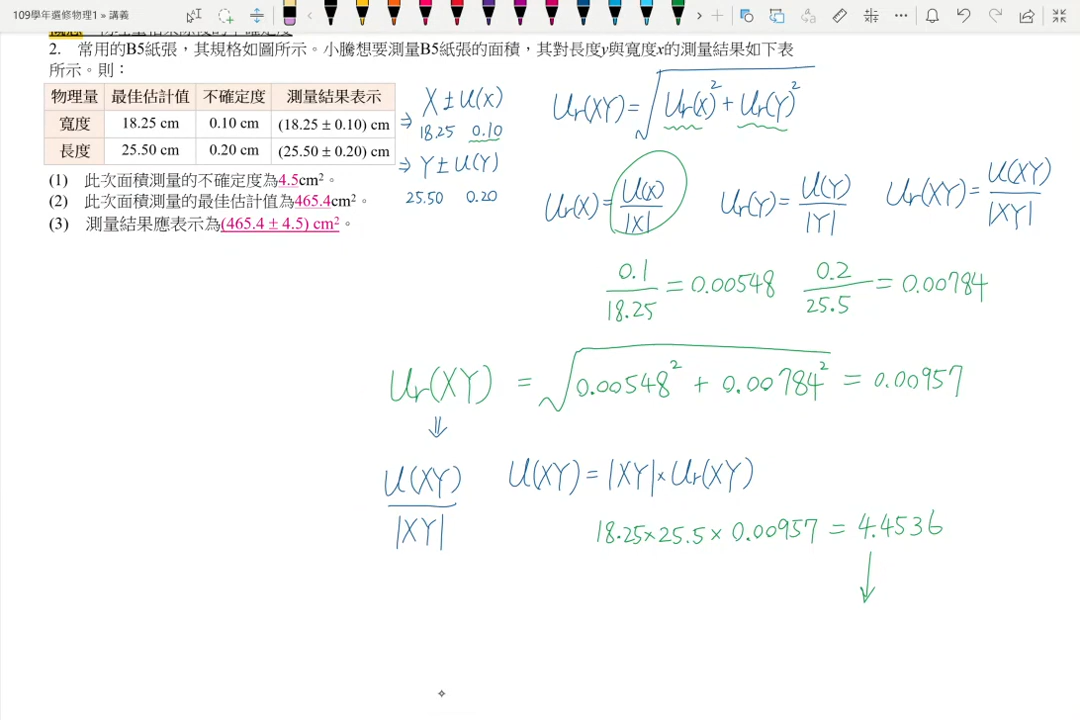 109學年選修物理1 » 講義
2. 常用的B5紙張，其規格如圖所示。小騰想要測量B5紙張的面積，其對長度y與寬度x的測量結果如下表
所示。則：
物理量 最佳估計值 不確定度 測量結果表示
寬度 18.25 cm 0.10 cm (18.25 ± 0.10) cm
長度 25.50 cm 0.20 cm (25.50 ± 0.20) cm
(1) 此次面積測量的不確定度為4.5cm²。
(2) 此次面積測量的最佳估計值為465.4cm²。
(3) 測量結果應表示為(465.4 ± 4.5) cm²。
⇒ X ± U(X)
18.25 0.10
⇒ Y ± U(Y)
25.50 0.20
Ur(XY) = √(Ur(X)² + Ur(Y)²)
Ur(X) = U(X)/|X| Ur(Y) = U(Y)/|Y| Ur(XY) = U(XY)/|XY|
0.1/18.25 = 0.00548 0.2/25.5 = 0.00784
Ur(XY) = √(0.00548² + 0.00784²) = 0.00957
⇓
U(XY)/|XY| U(XY) = |XY| × Ur(XY)
18.25 × 25.5 × 0.00957 = 4.4536
↓